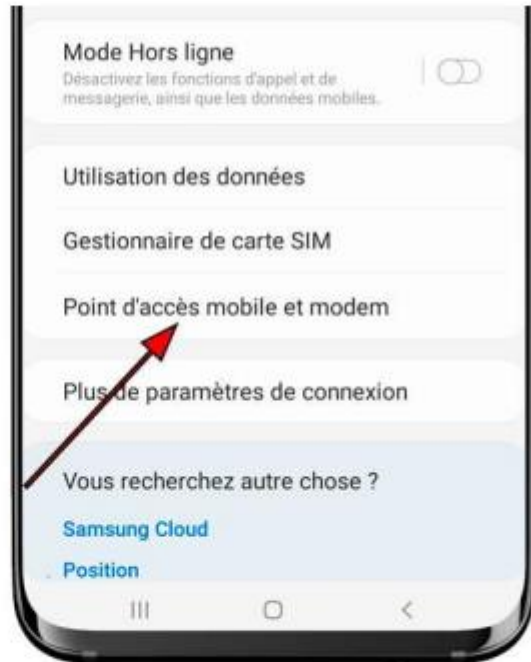 Mode Hors ligne
Désactivez les fonctions d'appel et de
messagerie, ainsi que les données mobiles.
Utilisation des données
Gestionnaire de carte SIM
Point d'accès mobile et modem
Plus de paramètres de connexion
Vous recherchez autre chose ?
Samsung Cloud
Position